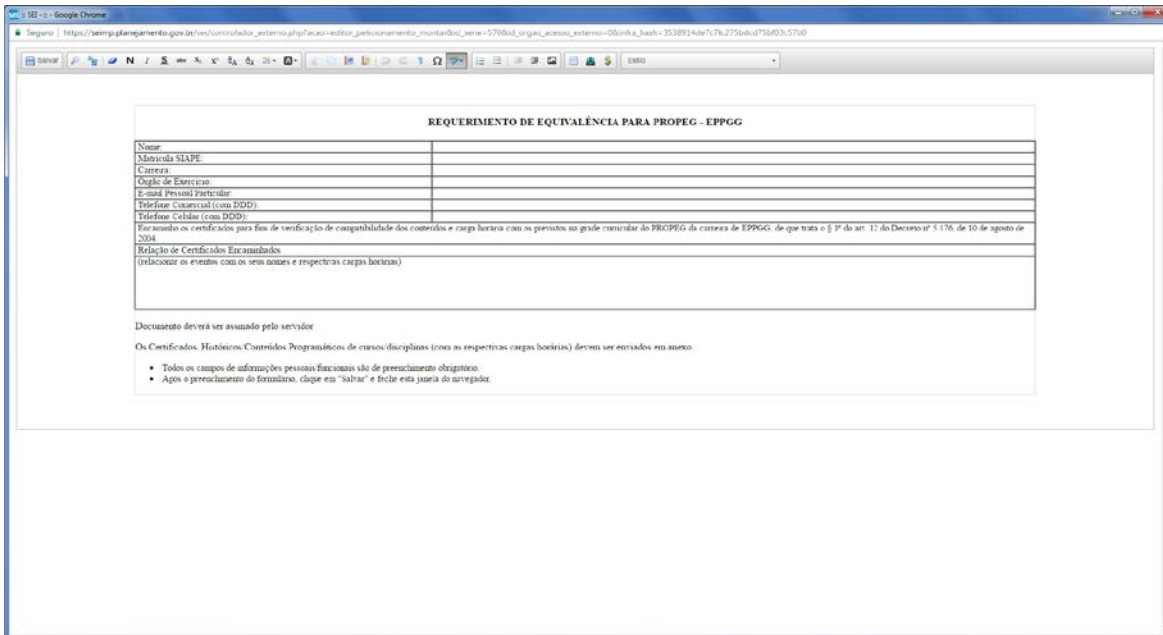 :: SEI - :: - Google Chrome
Seguro | https://seimp.planejamento.gov.br/sei/controlador_externo.php?acao=editor_peticionamento_montar&id_serie=570&id_orgao_acesso_externo=0&infra_hash=
Salvar N I S abc X₂ X² Ω Estilo
REQUERIMENTO DE EQUIVALÊNCIA PARA PROPEG - EPPGG
Nome:
Matrícula SIAPE:
Carreira:
Órgão de Exercício:
E-mail Pessoal/Particular:
Telefone Comercial (com DDD):
Telefone Celular (com DDD):
Encaminho os certificados para fins de verificação de compatibilidade dos conteúdos e carga horária com os previstos na grade curricular do PROPEG da carreira de EPPGG, de que trata o § 1º do art. 12 do Decreto nº 5.176, de 10 de agosto de
2004.
Relação de Certificados Encaminhados
(relacionar os eventos com os seus nomes e respectivas cargas horárias)
Documento deverá ser assinado pelo servidor
Os Certificados, Históricos/Conteúdos Programáticos de cursos/disciplinas (com as respectivas cargas horárias) devem ser enviados em anexo.
• Todos os campos de informações pessoais/funcionais são de preenchimento obrigatório.
• Após o preenchimento do formulário, clique em "Salvar" e feche esta janela do navegador.